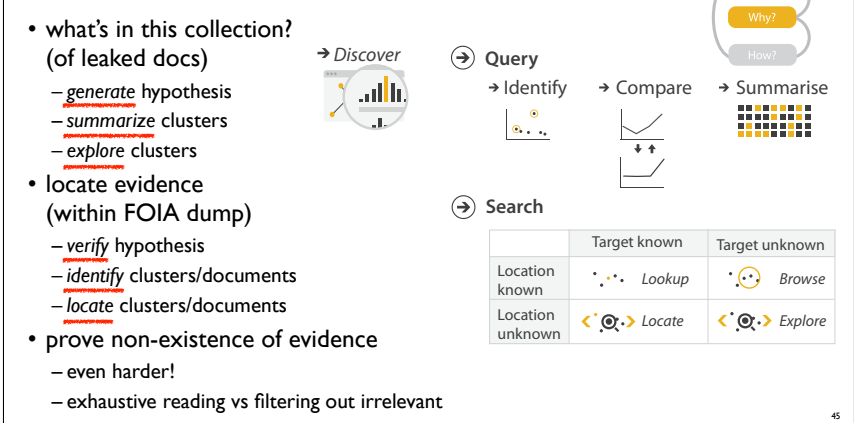 • what's in this collection?
(of leaked docs)
– generate hypothesis
– summarize clusters
– explore clusters
• locate evidence
(within FOIA dump)
– verify hypothesis
– identify clusters/documents
– locate clusters/documents
• prove non-existence of evidence
– even harder!
– exhaustive reading vs filtering out irrelevant
→ Discover
Why?
How?
→ Query
→ Identify → Compare → Summarise
→ Search
Target known Target unknown
Location
known
Lookup Browse
Location
unknown
Locate Explore
45